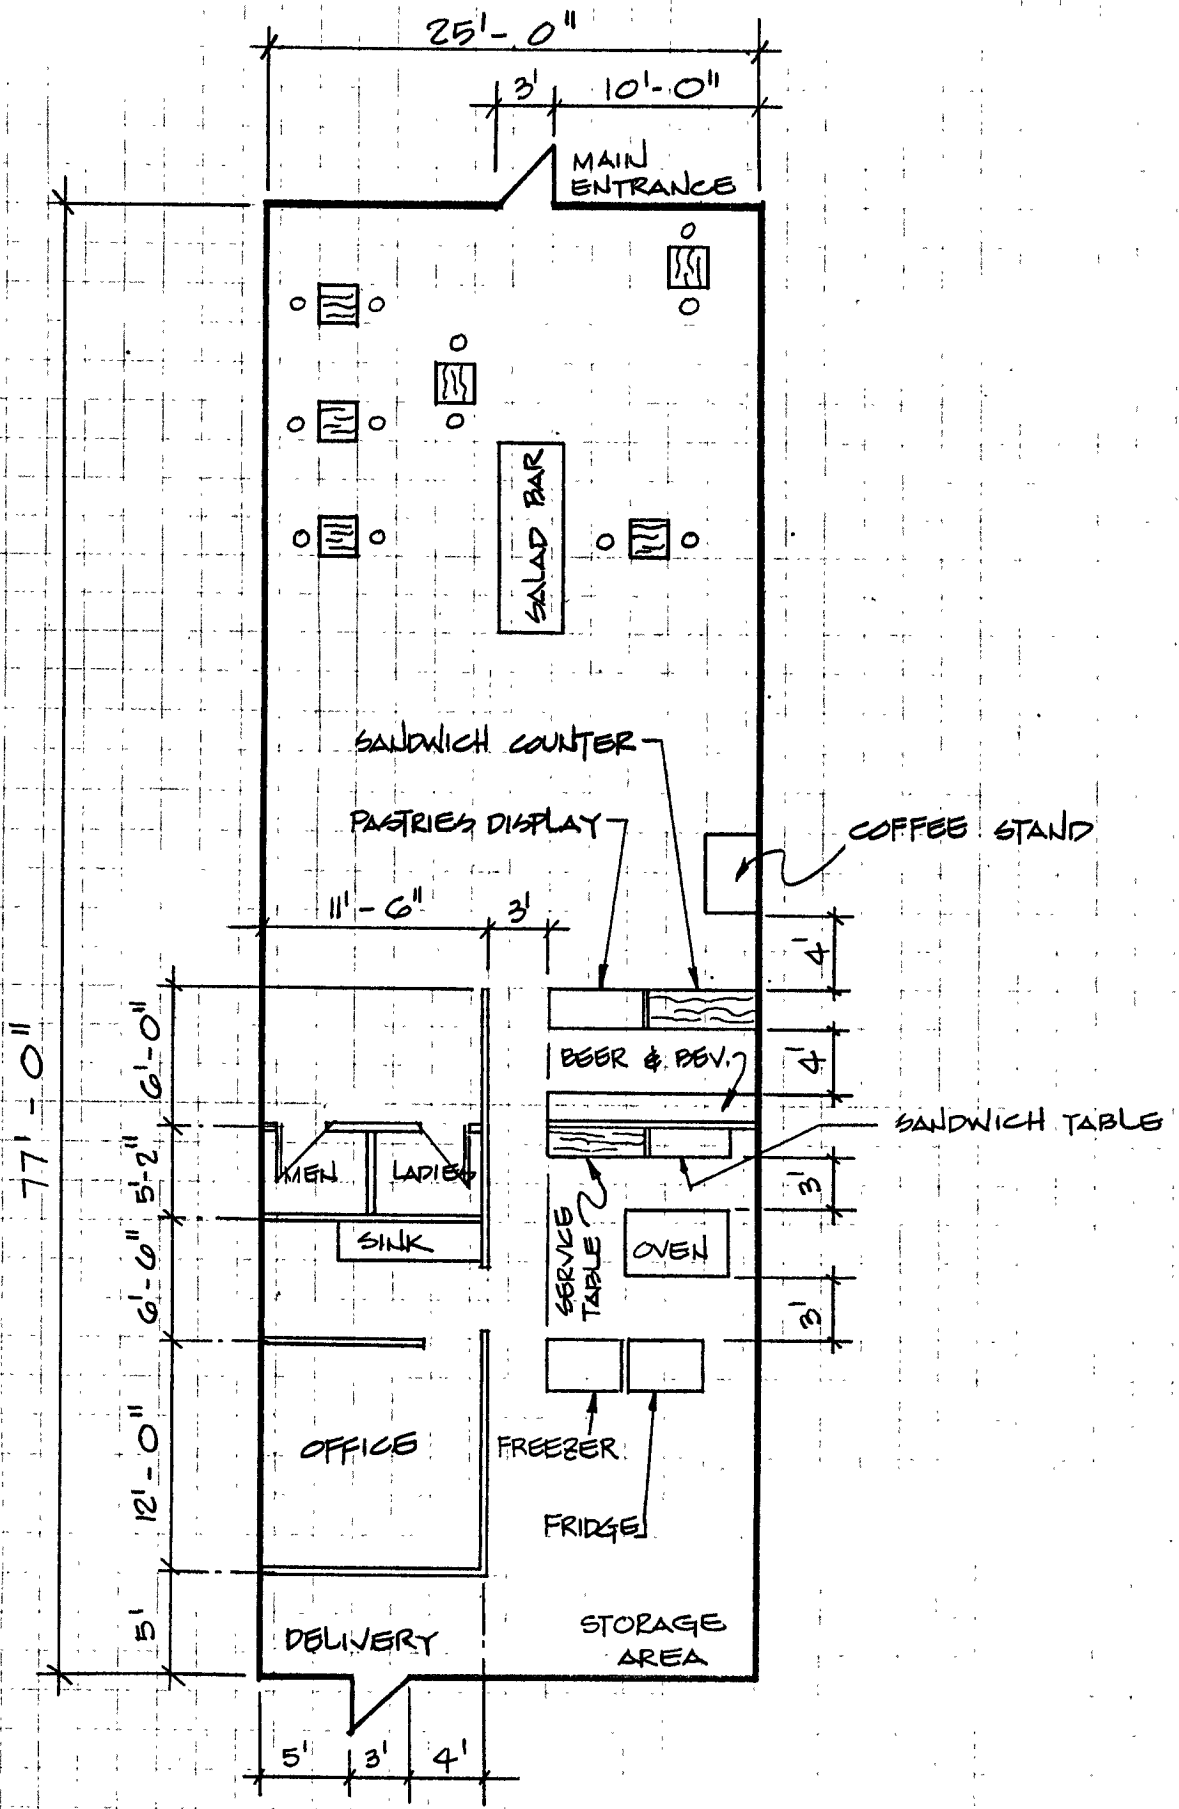 25'-0"
3'
10'-0"
MAIN
ENTRANCE
SALAD BAR
SANDWICH COUNTER
PASTRIES DISPLAY
COFFEE STAND
11'-6"
3'
4'
77'-0"
6'-0"
BEER & BEV.
4'
SANDWICH TABLE
5'-2"
MEN
LADIES
3'
SERVICE
TABLE
SINK
OVEN
6'-6"
3'
OFFICE
FREEZER
12'-0"
FRIDGE
5'
DELIVERY
STORAGE
AREA
5'
3'
4'